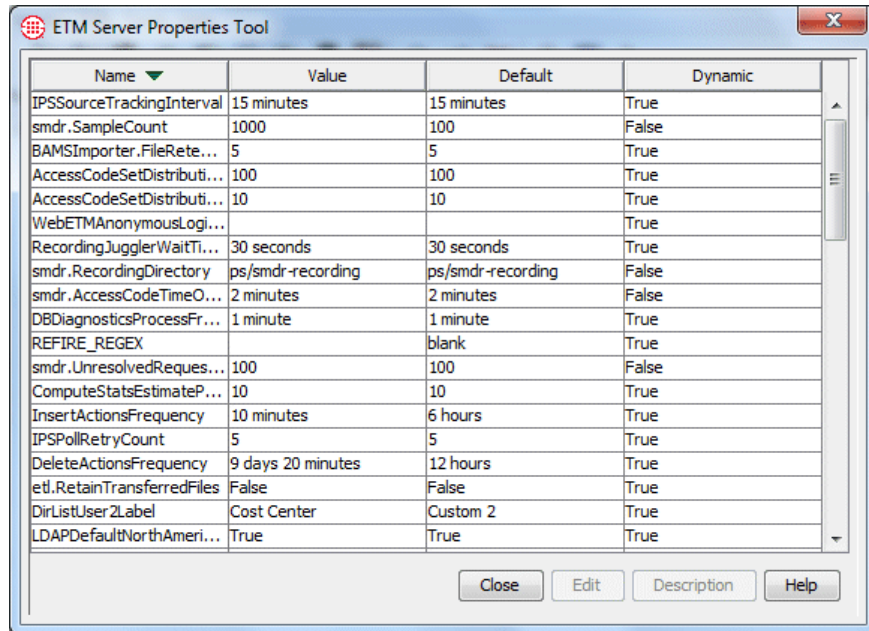 ETM Server Properties Tool
Name Value Default Dynamic
IPSSourceTrackingInterval 15 minutes 15 minutes True
smdr.SampleCount 1000 100 False
BAMSImporter.FileRete... 5 5 True
AccessCodeSetDistributi... 100 100 True
AccessCodeSetDistributi... 10 10 True
WebETMAnonymousLogi... True
RecordingJugglerWaitTi... 30 seconds 30 seconds True
smdr.RecordingDirectory ps/smdr-recording ps/smdr-recording False
smdr.AccessCodeTimeO... 2 minutes 2 minutes False
DBDiagnosticsProcessFr... 1 minute 1 minute True
REFIRE_REGEX blank True
smdr.UnresolvedReques... 100 100 False
ComputeStatsEstimateP... 10 10 True
InsertActionsFrequency 10 minutes 6 hours True
IPSPollRetryCount 5 5 True
DeleteActionsFrequency 9 days 20 minutes 12 hours True
etl.RetainTransferredFiles False False True
DirListUser2Label Cost Center Custom 2 True
LDAPDefaultNorthAmeri... True True True
Close Edit Description Help